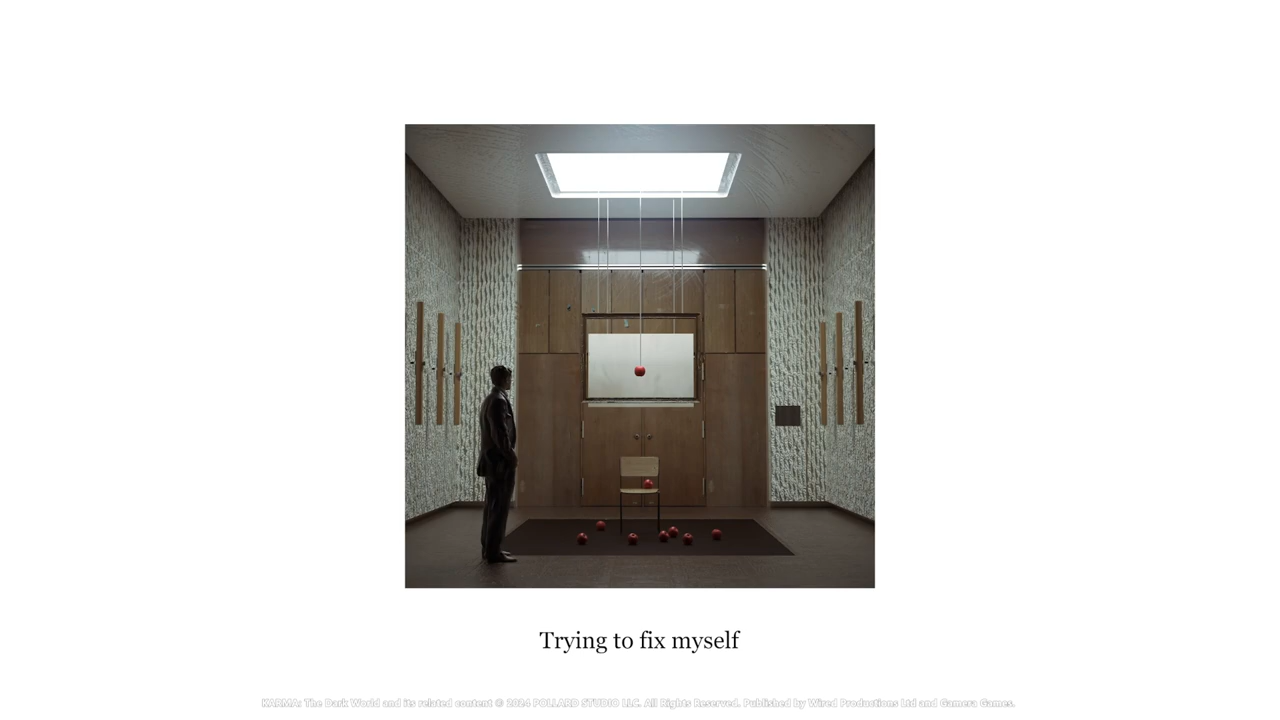 Trying to fix myself
KARMA: The Dark World and its related content © 2024 POLLARD STUDIO LLC. All Rights Reserved. Published by Wired Productions Ltd and Gamera Games.